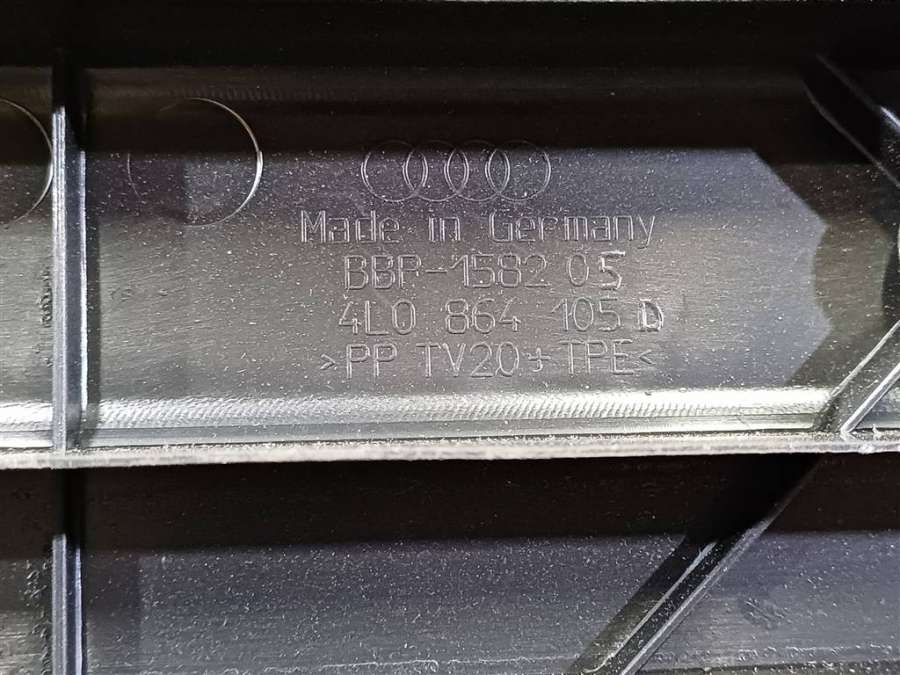 Made in Germany
BBP-1582 05
4L0 864 105 D
>PP TV20+TPE<